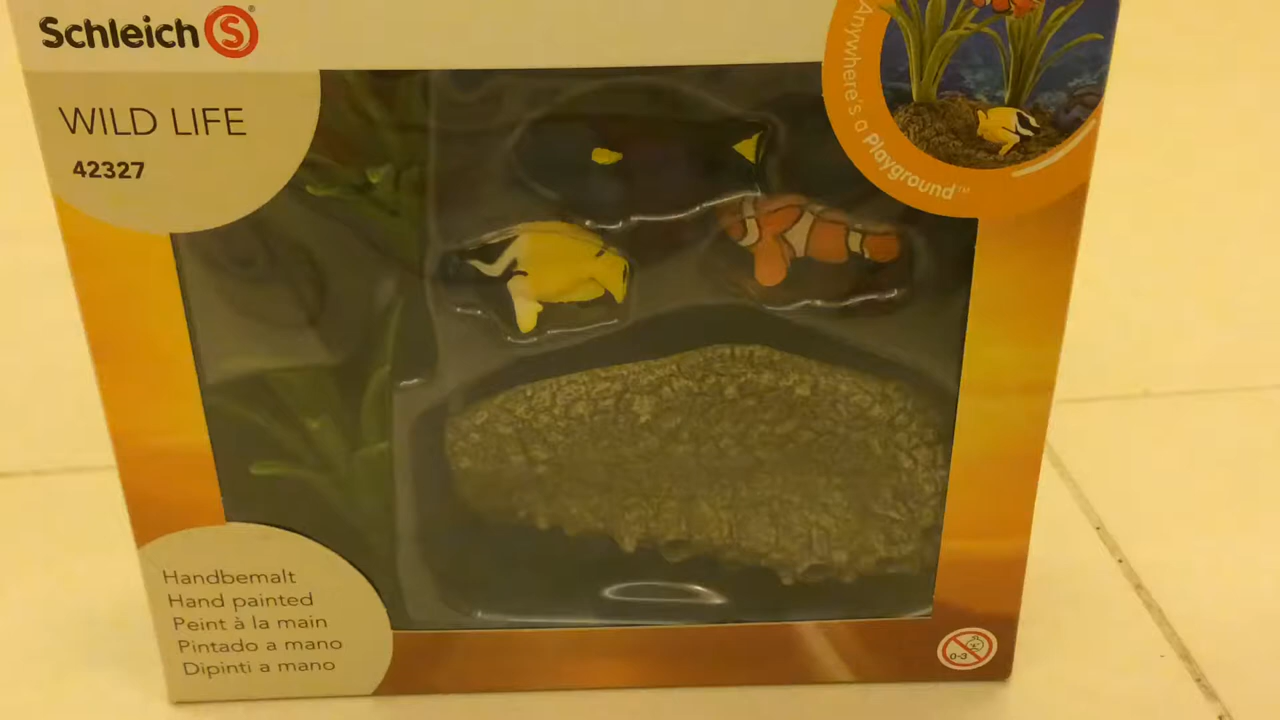 Schleich S®
WILD LIFE
42327
Anywhere's a Playground™
Handbemalt
Hand painted
Peint à la main
Pintado a mano
Dipinti a mano
0-3